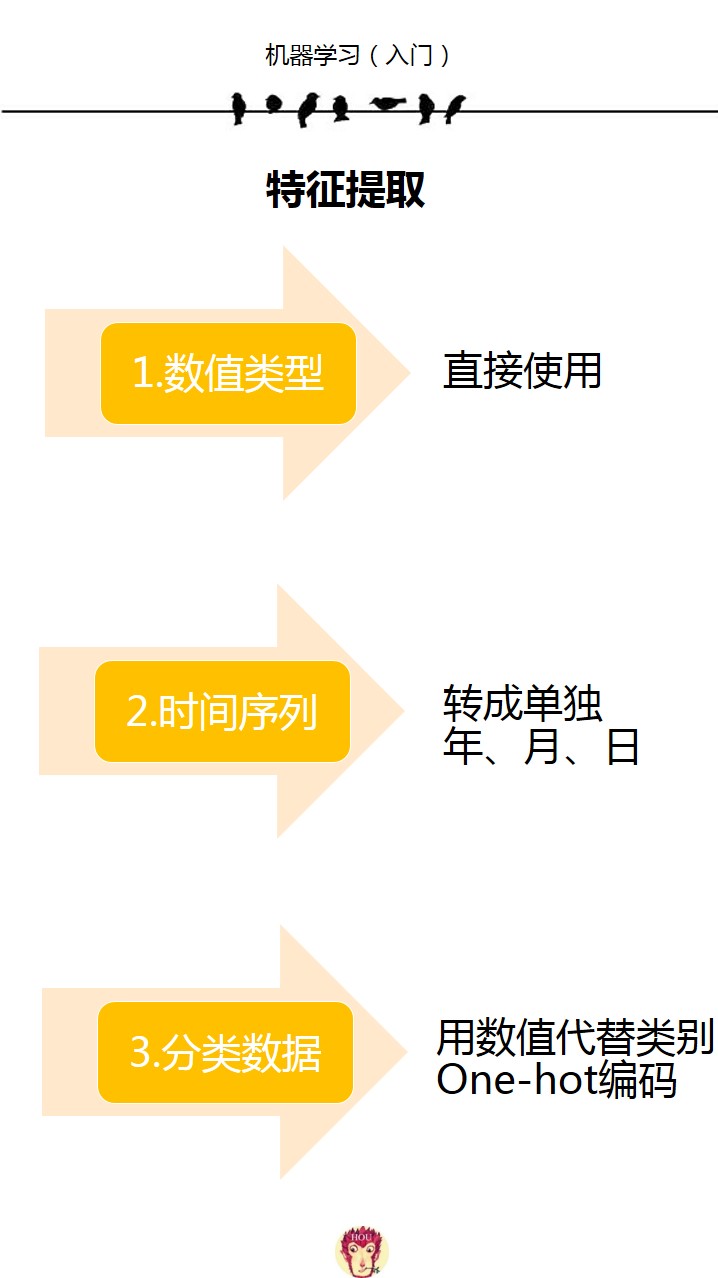 机器学习（入门）
特征提取
1.数值类型
直接使用
2.时间序列
转成单独
年、月、日
3.分类数据
用数值代替类别
One-hot编码
HOU